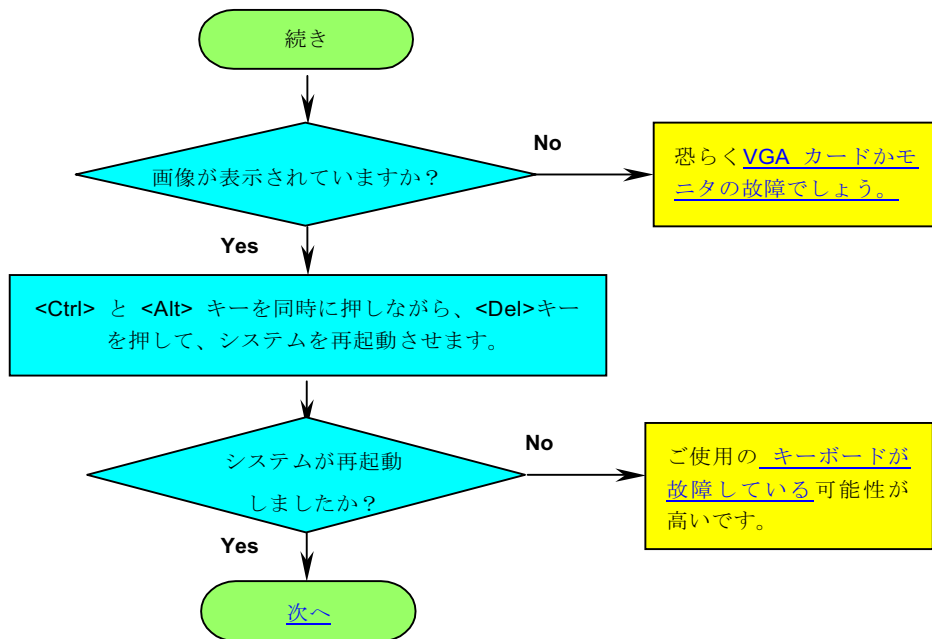 続き
画像が表示されていますか？
No
恐らくVGA カードかモ
ニタの故障でしょう。
Yes
<Ctrl> と <Alt> キーを同時に押しながら、<Del>キー
を押して、システムを再起動させます。
システムが再起動
しましたか？
No
ご使用の キーボードが
故障している可能性が
高いです。
Yes
次へ